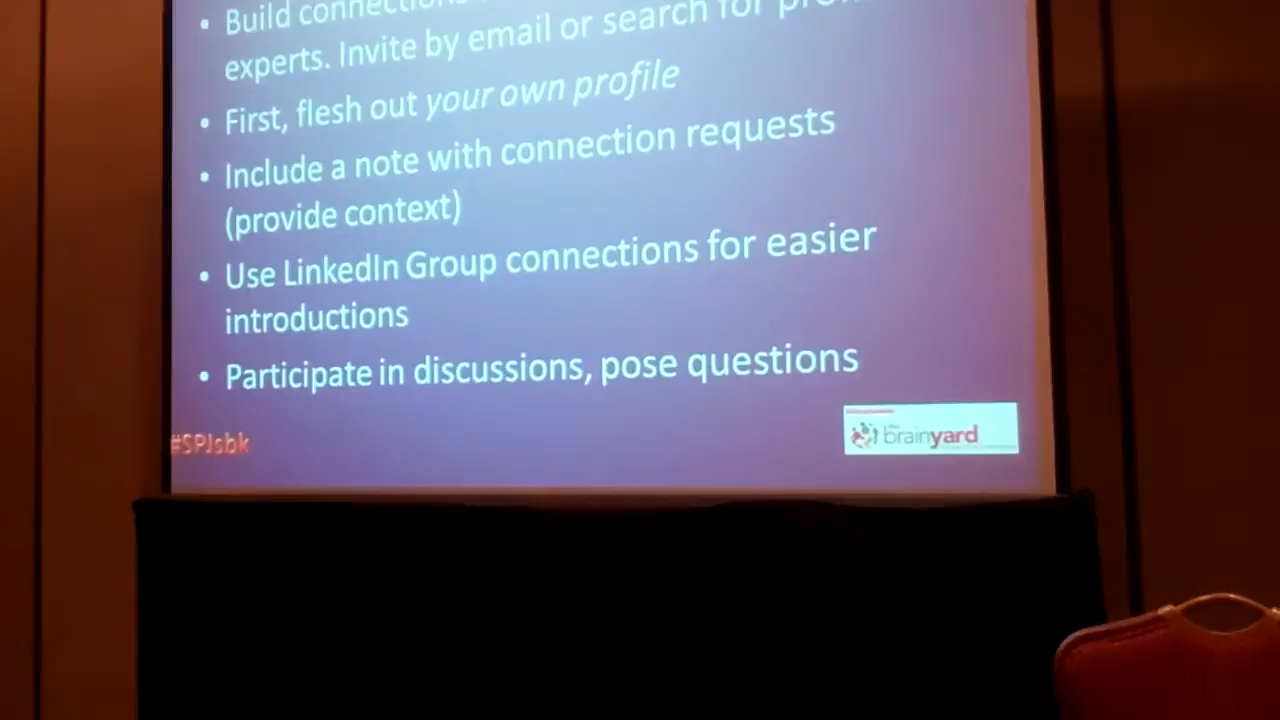 • Build connections
experts. Invite by email or search for
• First, flesh out your own profile
• Include a note with connection requests
(provide context)
• Use LinkedIn Group connections for easier
introductions
• Participate in discussions, pose questions
#SPJsbk
the brainyard